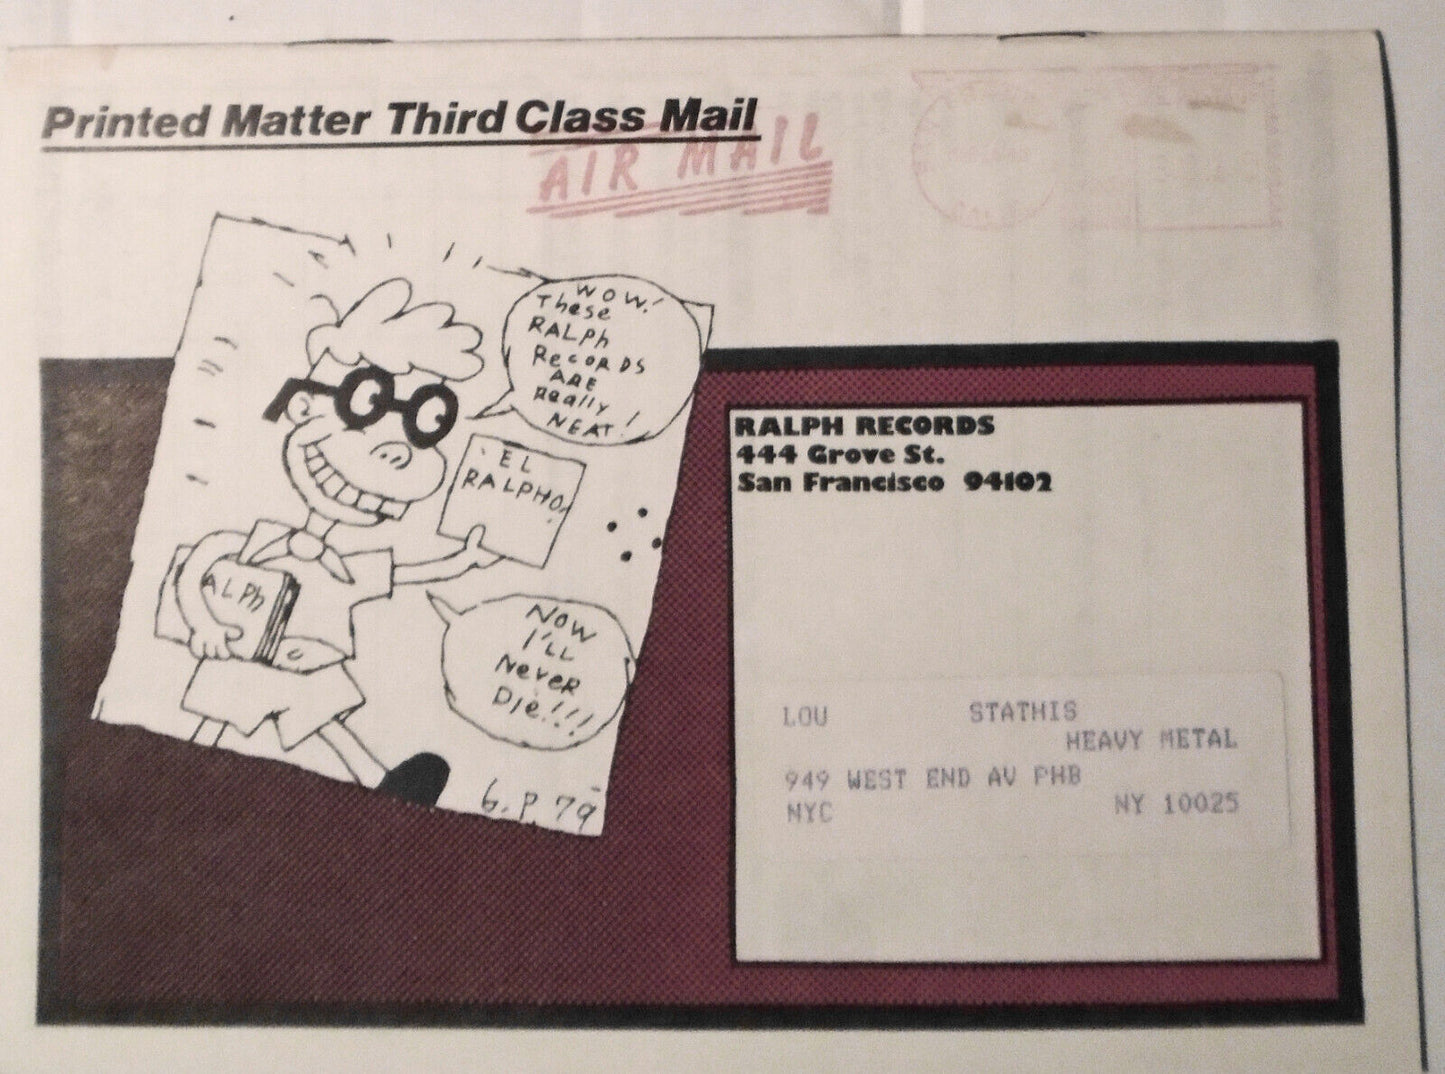 Printed Matter Third Class Mail
AIR MAIL
WOW!
These
RALPh
RecoRDS
ARE
Really
NEAT!
EL
RALPHO!
ALPh
NOW
I'LL
NeveR
Die!!!
G.P. 79
RALPH RECORDS
444 Grove St.
San Francisco 94102
LOU STATHIS
HEAVY METAL
949 WEST END AV PHB
NYC NY 10025